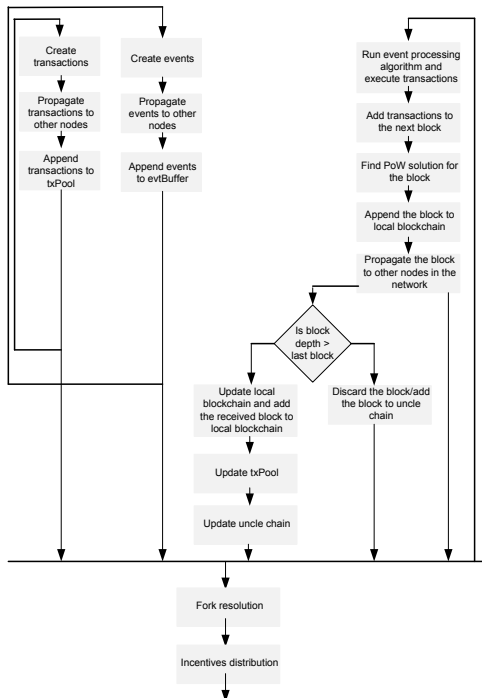 Create
transactions
Propagate
transactions to
other nodes
Append
transactions to
txPool
Create events
Propagate
events to other
nodes
Append events
to evtBuffer
Run event processing
algorithm and
execute transactions
Add transactions to
the next block
Find PoW solution for
the block
Append the block to
local blockchain
Propagate the block
to other nodes in the
network
Is block
depth >
last block
Update local
blockchain and add
the received block to
local blockchain
Update txPool
Update uncle chain
Discard the block/add
the block to uncle
chain
Fork resolution
Incentives distribution